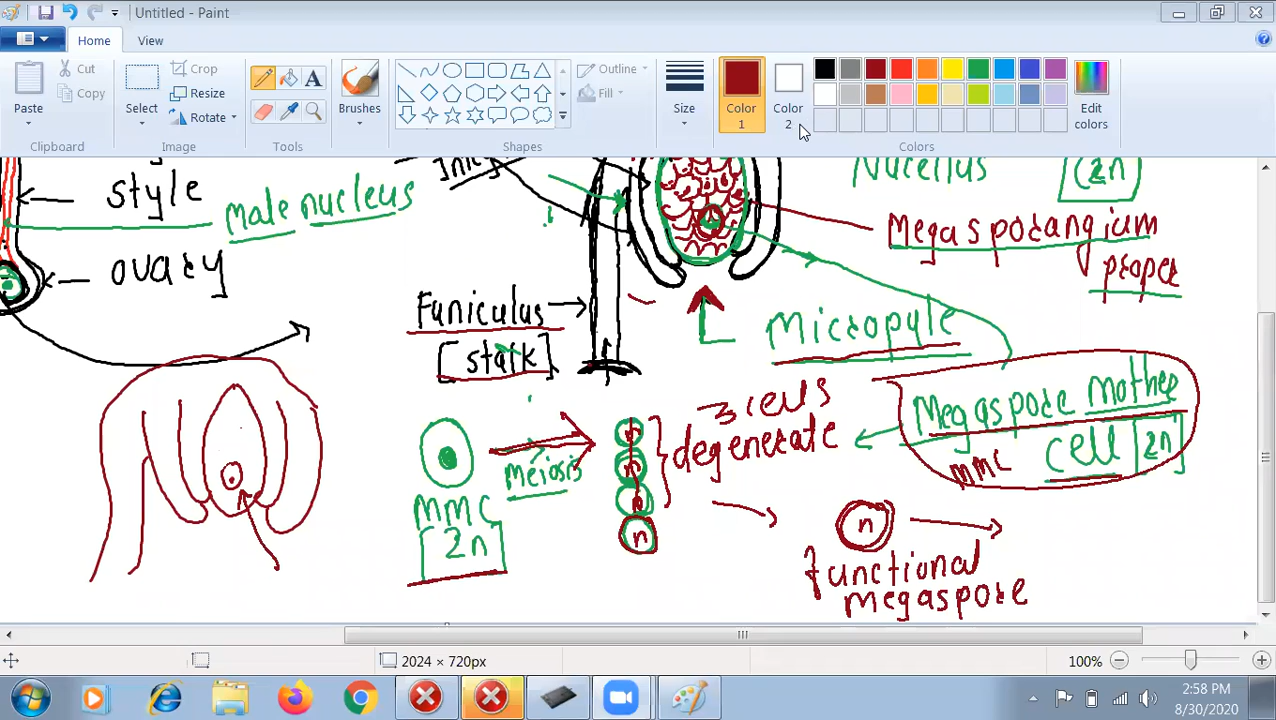 Untitled - Paint
Home
View
Paste
Cut
Copy
Clipboard
Select
Crop
Resize
Rotate
Image
Tools
Brushes
Shapes
Outline
Fill
Size
Color
1
Color
2
Edit
colors
Colors
style
Male nucleus
ovary
Nucellus
(2n
Megasporangium
proper
Funiculus
[stalk]
Micropyle
Megaspore Mother
cell [2n]
MMC
MMC
[2n]
Meiosis
n
n
n
n
3 cells
degenerate
n
functional
megaspore
2024 × 720px
100%
2:58 PM
8/30/2020